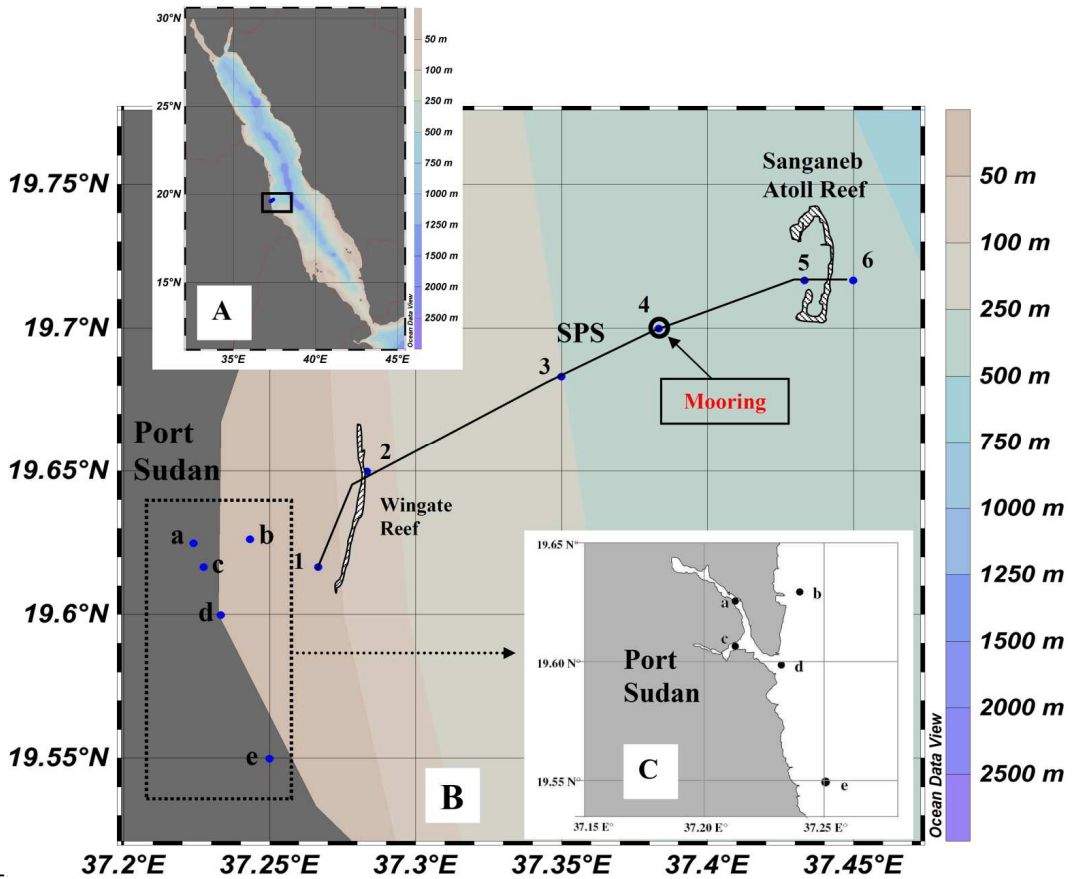 30°N
25°N
20°N
15°N
35°E
40°E
45°E
A
50 m
100 m
250 m
500 m
750 m
1000 m
1250 m
1500 m
2000 m
2500 m
Ocean Data View
19.75°N
19.7°N
19.65°N
19.6°N
19.55°N
37.2°E
37.25°E
37.3°E
37.35°E
37.4°E
37.45°E
Sanganeb
Atoll Reef
5
6
4
SPS
3
Mooring
Port
Sudan
2
Wingate
Reef
1
a
b
c
d
e
B
19.65 N°
19.60 N°
19.55 N°
37.15 E°
37.20 E°
37.25 E°
a
b
c
d
e
Port
Sudan
C
50 m
100 m
250 m
500 m
750 m
1000 m
1250 m
1500 m
2000 m
2500 m
Ocean Data View